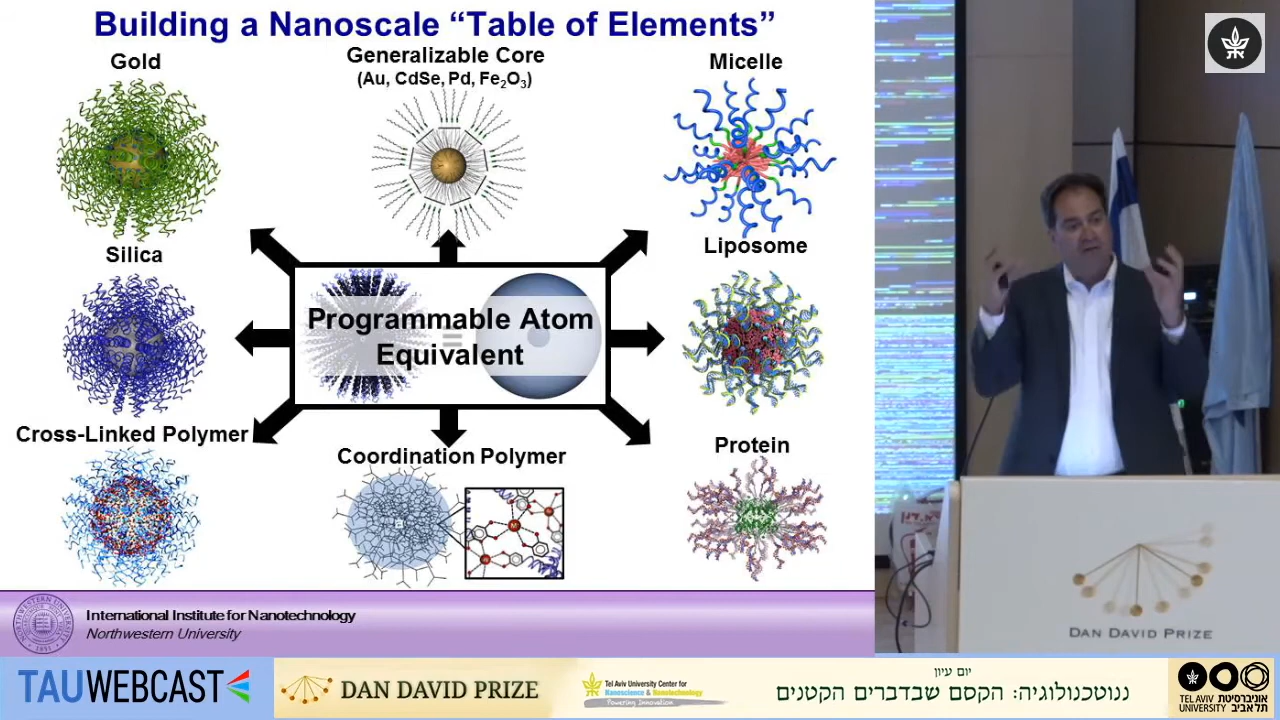 Building a Nanoscale “Table of Elements”
Gold
Generalizable Core
(Au, CdSe, Pd, Fe2O3)
Micelle
Silica
Liposome
Programmable Atom
Equivalent
Cross-Linked Polymer
Coordination Polymer
Protein
International Institute for Nanotechnology
Northwestern University
DAN DAVID PRIZE
TAUWEBCAST
DAN DAVID PRIZE
Tel Aviv University Center for
Nanoscience & Nanotechnology
Powering Innovation
יום עיון
ננוטכנולוגיה: הקסם שבדברים הקטנים
TEL AVIV
UNIVERSITY
אוניברסיטת
תל אביב